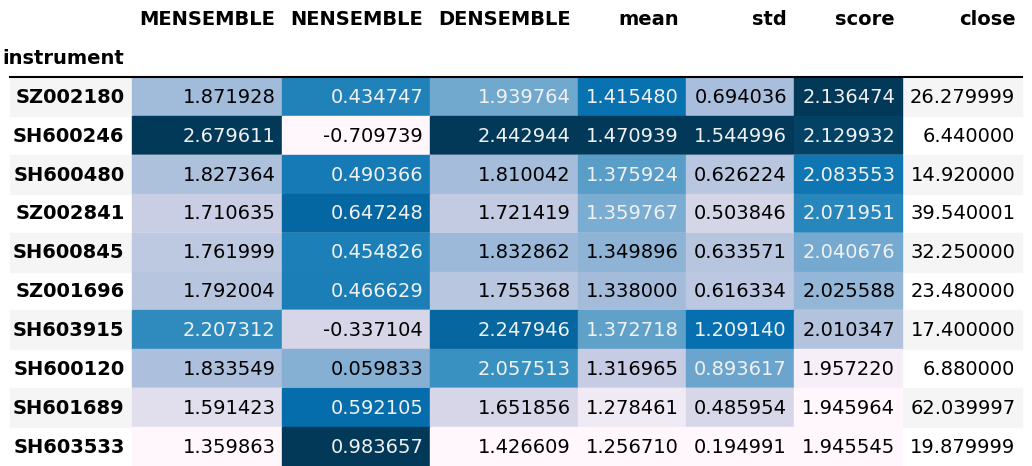 MENSEMBLE NENSEMBLE DENSEMBLE mean std score close
instrument
SZ002180 1.871928 0.434747 1.939764 1.415480 0.694036 2.136474 26.279999
SH600246 2.679611 -0.709739 2.442944 1.470939 1.544996 2.129932 6.440000
SH600480 1.827364 0.490366 1.810042 1.375924 0.626224 2.083553 14.920000
SZ002841 1.710635 0.647248 1.721419 1.359767 0.503846 2.071951 39.540001
SH600845 1.761999 0.454826 1.832862 1.349896 0.633571 2.040676 32.250000
SZ001696 1.792004 0.466629 1.755368 1.338000 0.616334 2.025588 23.480000
SH603915 2.207312 -0.337104 2.247946 1.372718 1.209140 2.010347 17.400000
SH600120 1.833549 0.059833 2.057513 1.316965 0.893617 1.957220 6.880000
SH601689 1.591423 0.592105 1.651856 1.278461 0.485954 1.945964 62.039997
SH603533 1.359863 0.983657 1.426609 1.256710 0.194991 1.945545 19.879999